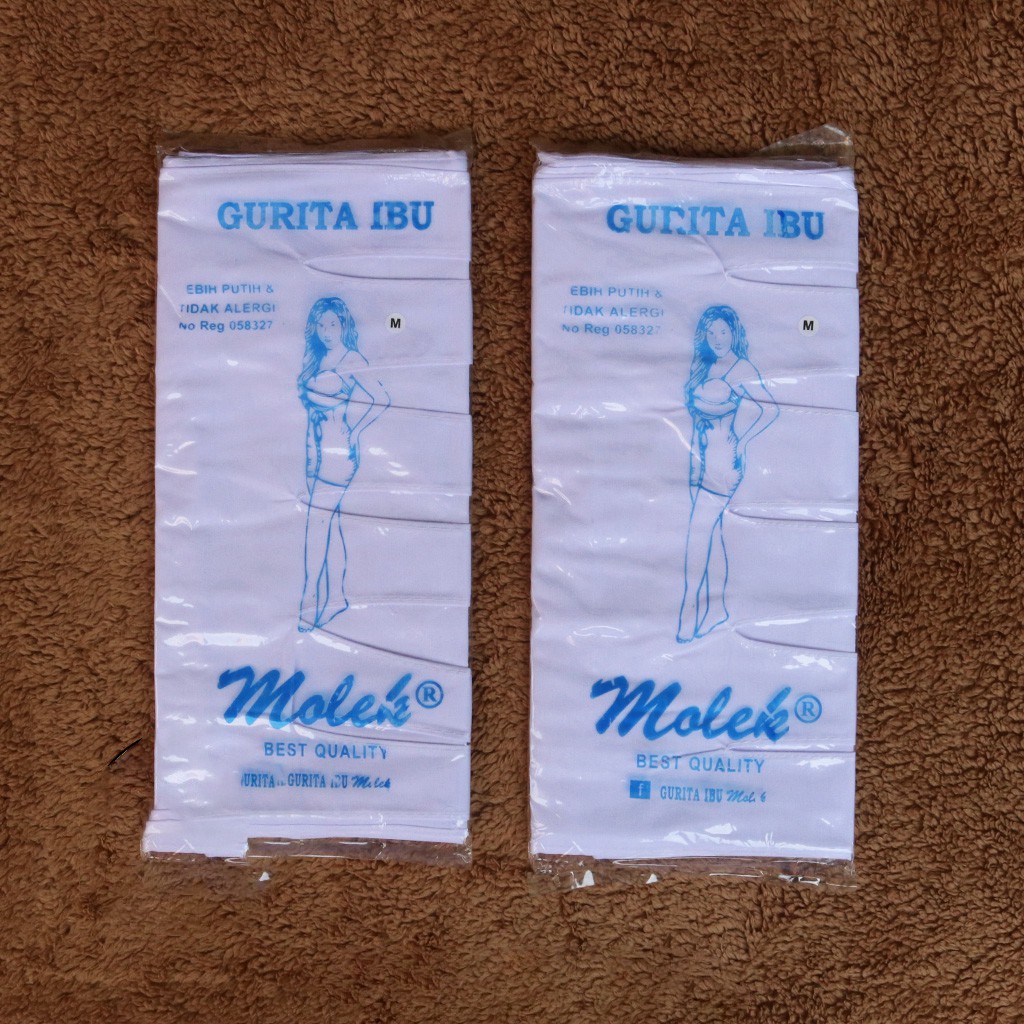 GURITA IBU
EBIH PUTIH &
TIDAK ALERGI
No Reg 058327
M
Molek®
BEST QUALITY
GURITA IBU Molek
GURITA IBU
EBIH PUTIH &
TIDAK ALERGI
No Reg 058327
M
Molek®
BEST QUALITY
f GURITA IBU